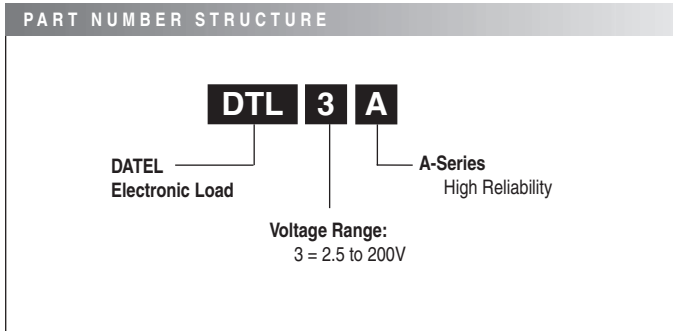 PART NUMBER STRUCTURE
DTL 3 A
DATEL
Electronic Load
A-Series
High Reliability
Voltage Range:
3 = 2.5 to 200V